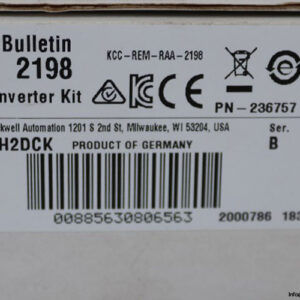 Bulletin
2198
nverter Kit
KCC-REM-RAA-2198
CE
PN-236757
kwell Automation 1201 S 2nd St, Milwaukee, WI 53204, USA
Ser.
H2DCK
PRODUCT OF GERMANY
B
00885630806563
2000786
183